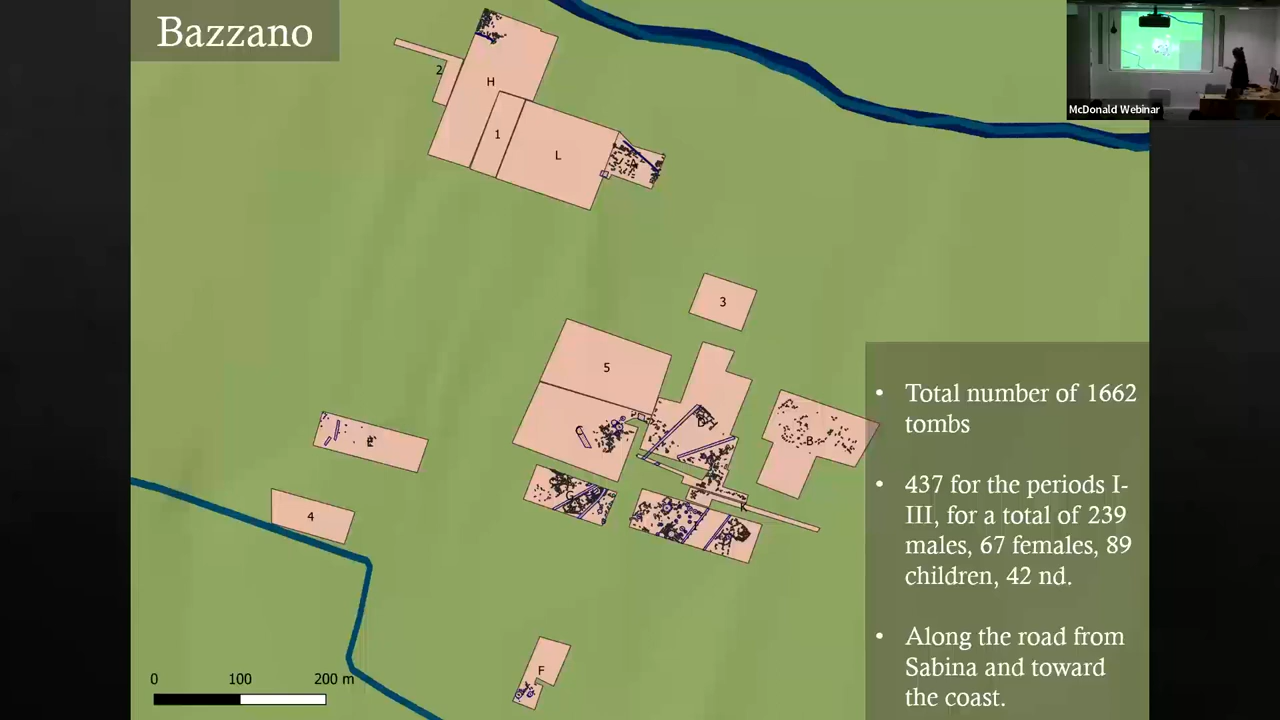 Bazzano
McDonald Webinar
2
H
1
L
3
5
B
4
K
F
0 100 200 m
• Total number of 1662
tombs
• 437 for the periods I-
III, for a total of 239
males, 67 females, 89
children, 42 nd.
• Along the road from
Sabina and toward
the coast.